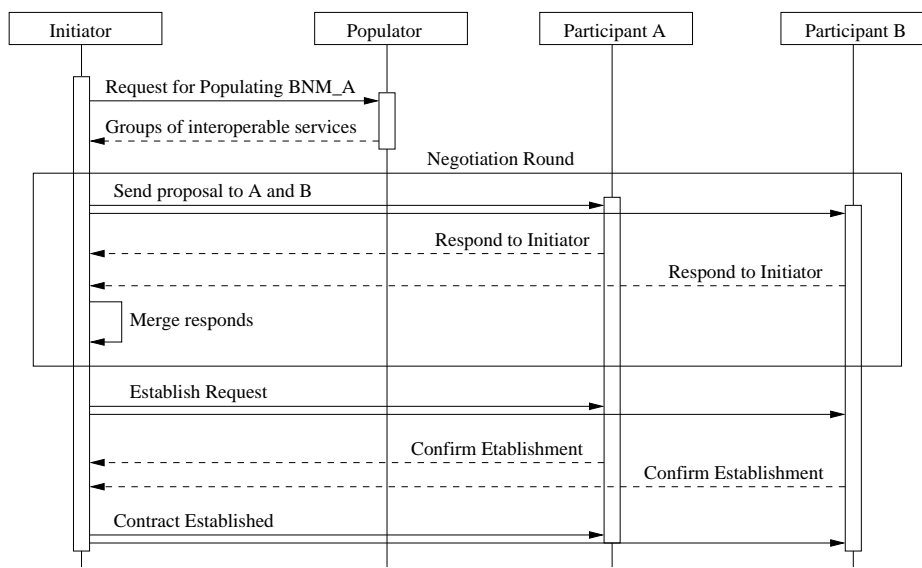 Initiator
Populator
Participant A
Participant B
Request for Populating BNM_A
Groups of interoperable services
Negotiation Round
Send proposal to A and B
Respond to Initiator
Respond to Initiator
Merge responds
Establish Request
Confirm Etablishment
Confirm Establishment
Contract Established